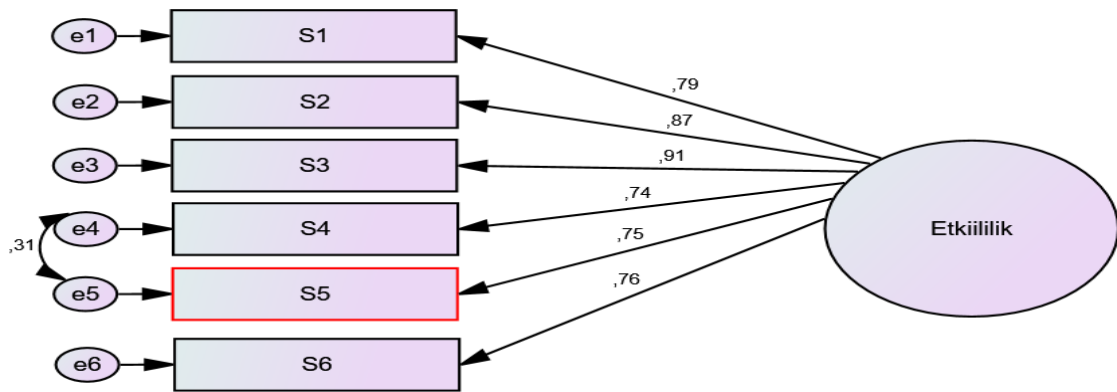 e1
S1
,79
e2
S2
,87
e3
S3
,91
e4
S4
,74
,31
Etkiililik
e5
S5
,75
e6
S6
,76